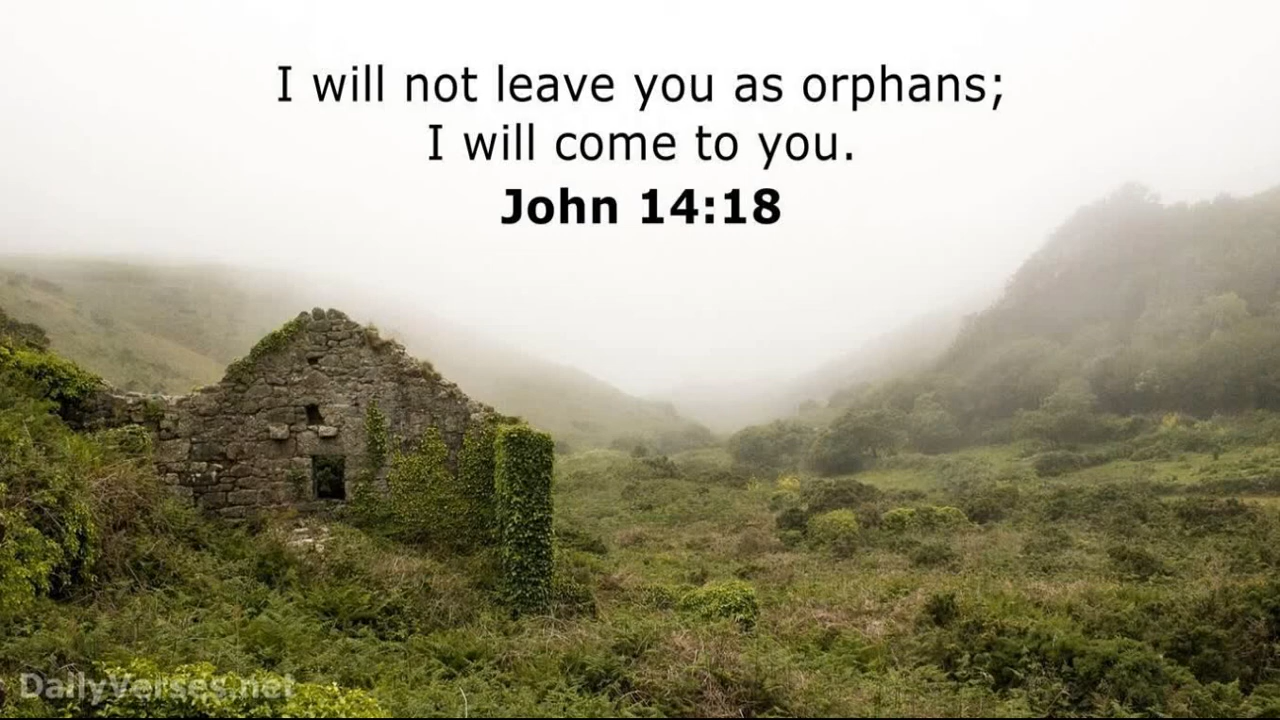 I will not leave you as orphans;
I will come to you.
John 14:18
DailyVerses.net